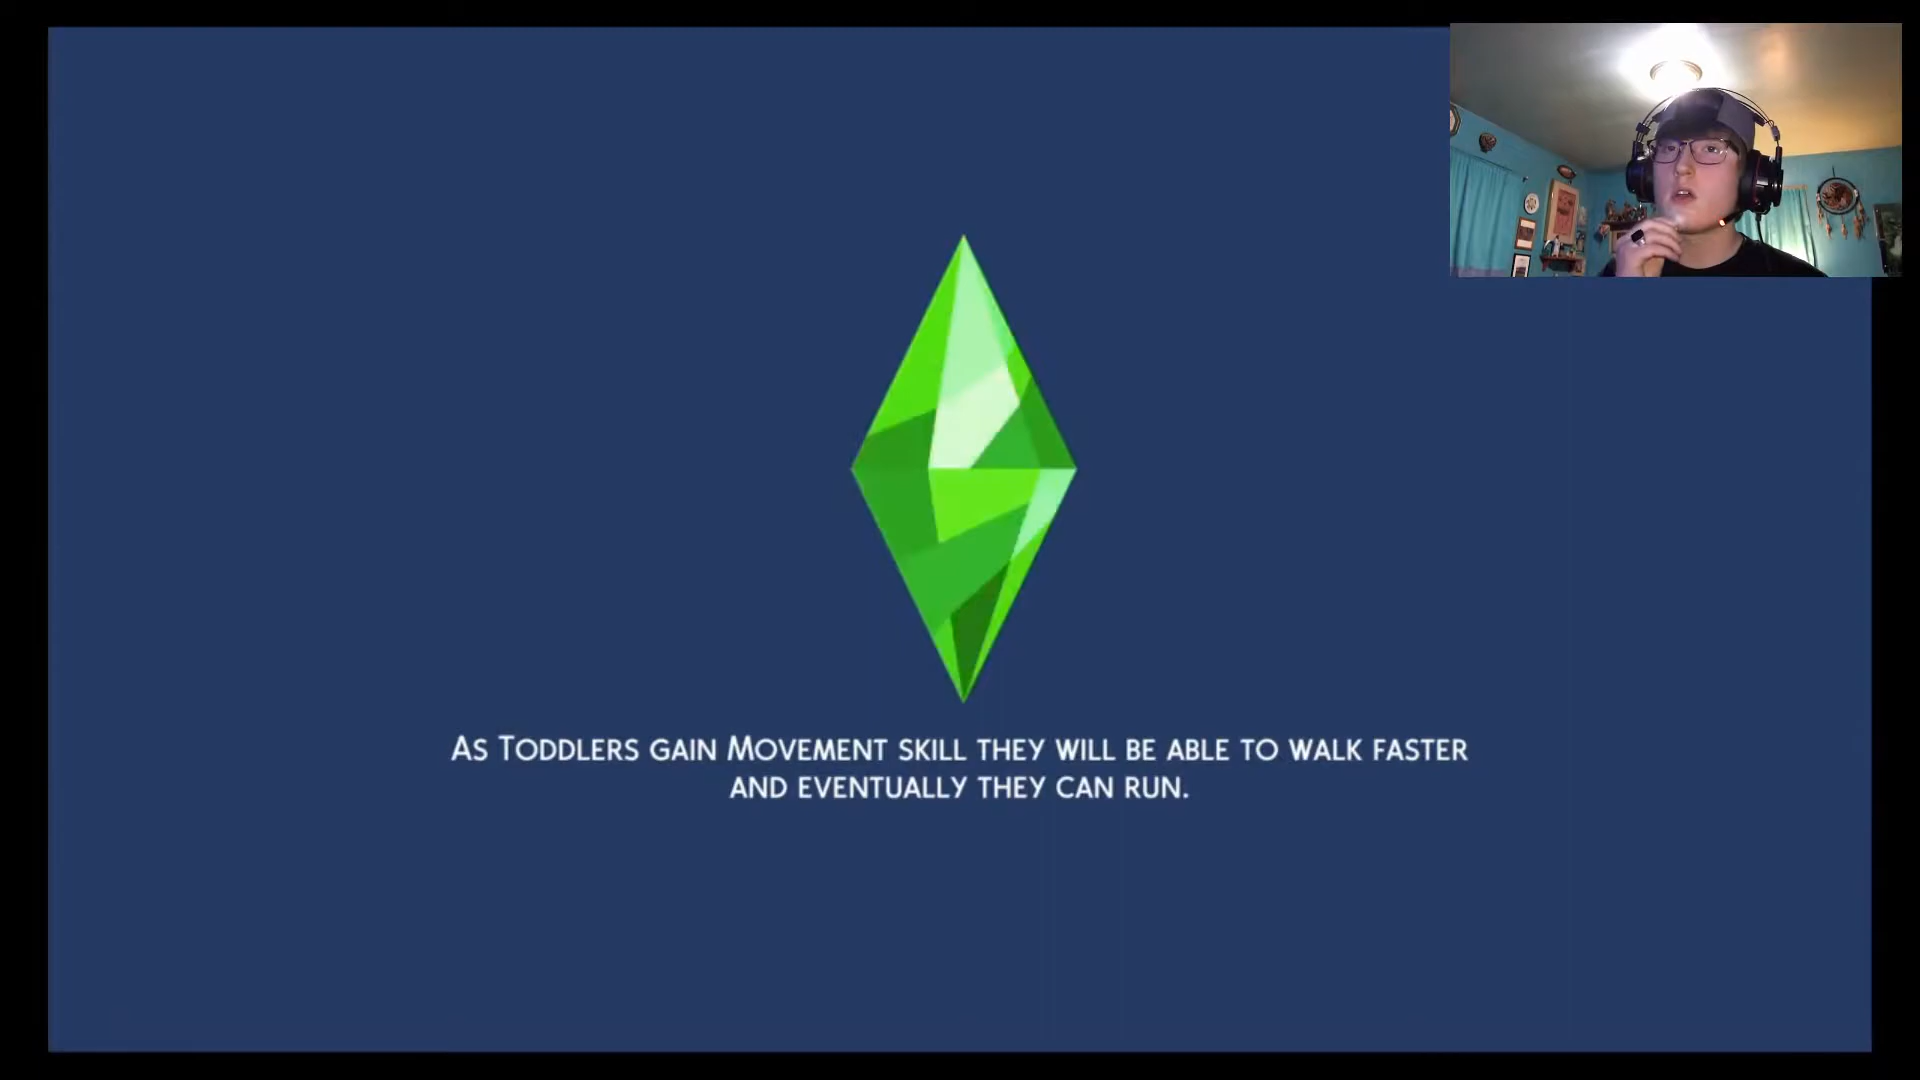 As Toddlers gain Movement skill they will be able to walk faster
and eventually they can run.